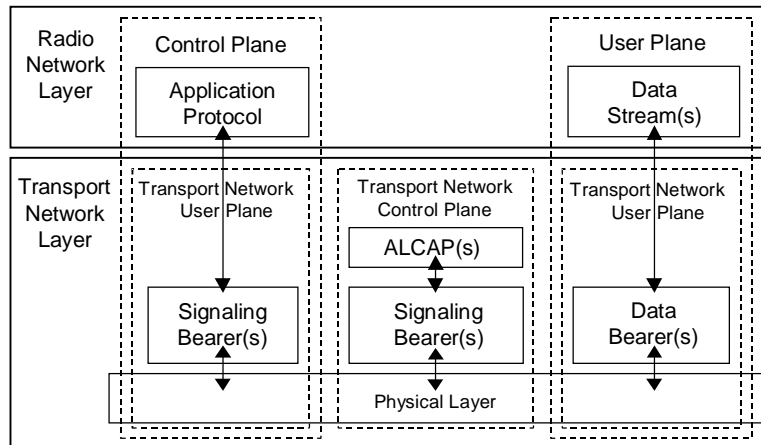 Radio
Network
Layer
Control Plane
Application
Protocol
User Plane
Data
Stream(s)
Transport
Network
Layer
Transport Network
User Plane
Transport Network
Control Plane
Transport Network
User Plane
ALCAP(s)
Signaling
Bearer(s)
Signaling
Bearer(s)
Data
Bearer(s)
Physical Layer